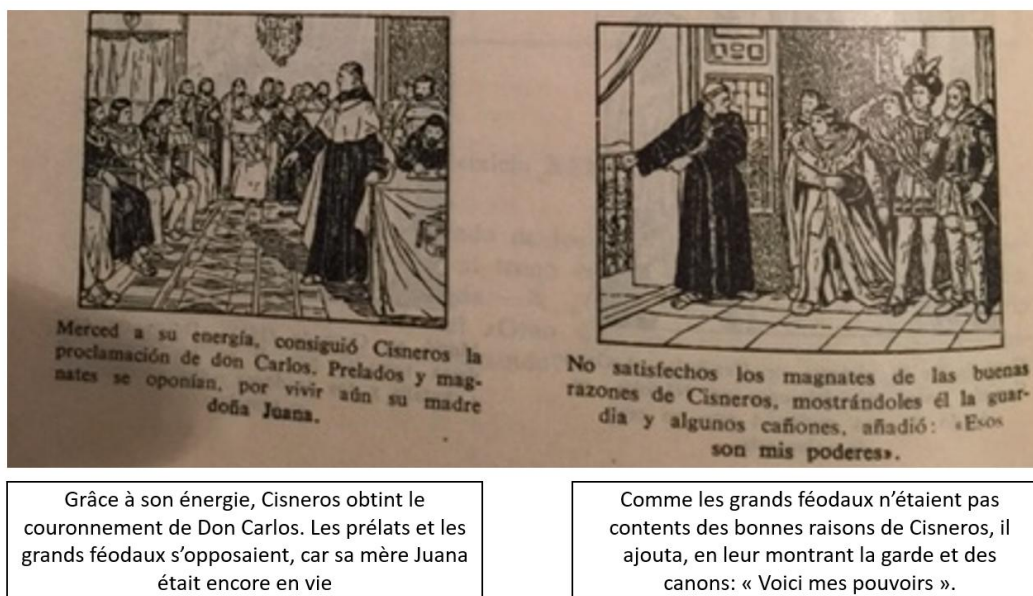 Merced a su energía, consiguió Cisneros la
proclamación de don Carlos. Prelados y mag-
nates se oponían, por vivir aún su madre
doña Juana.
No satisfechos los magnates de las buenas
razones de Cisneros, mostrándoles él la guar-
dia y algunos cañones, añadió: «Esos
son mis poderes».
Grâce à son énergie, Cisneros obtint le
couronnement de Don Carlos. Les prélats et les
grands féodaux s’opposaient, car sa mère Juana
était encore en vie
Comme les grands féodaux n’étaient pas
contents des bonnes raisons de Cisneros, il
ajouta, en leur montrant la garde et des
canons: « Voici mes pouvoirs ».